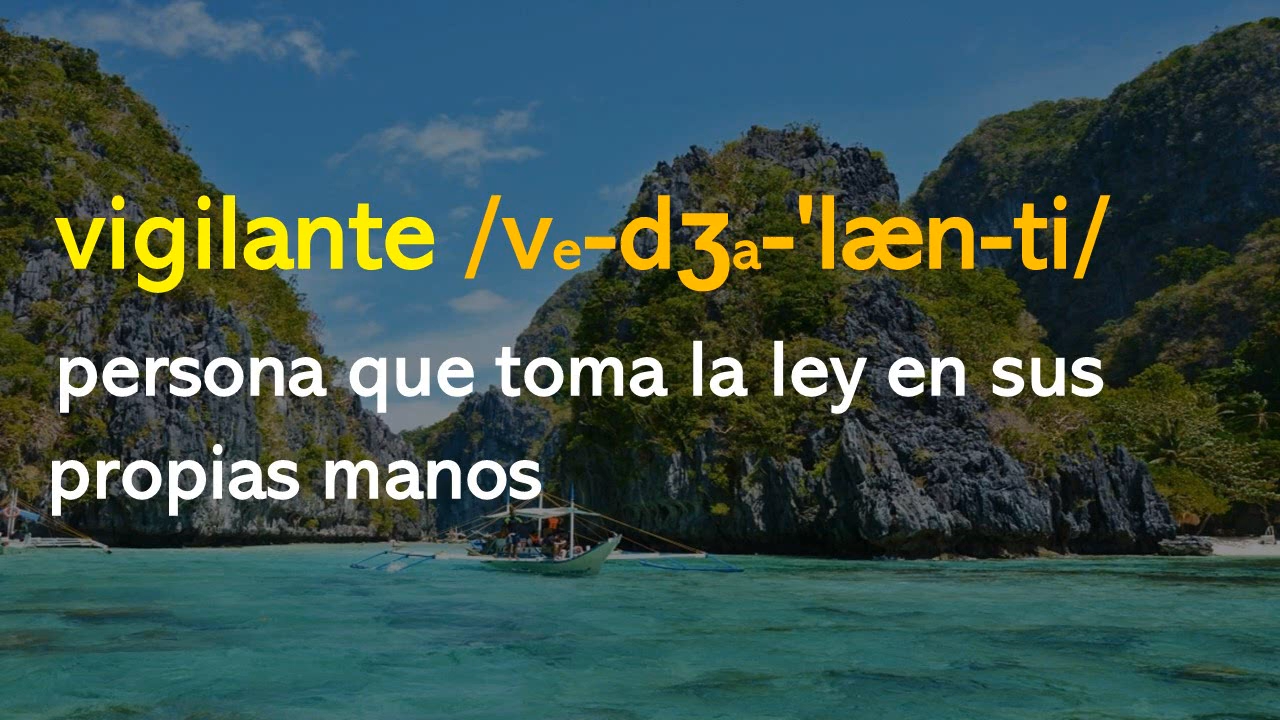 vigilante /ve-dʒa-'læn-ti/
persona que toma la ley en sus
propias manos